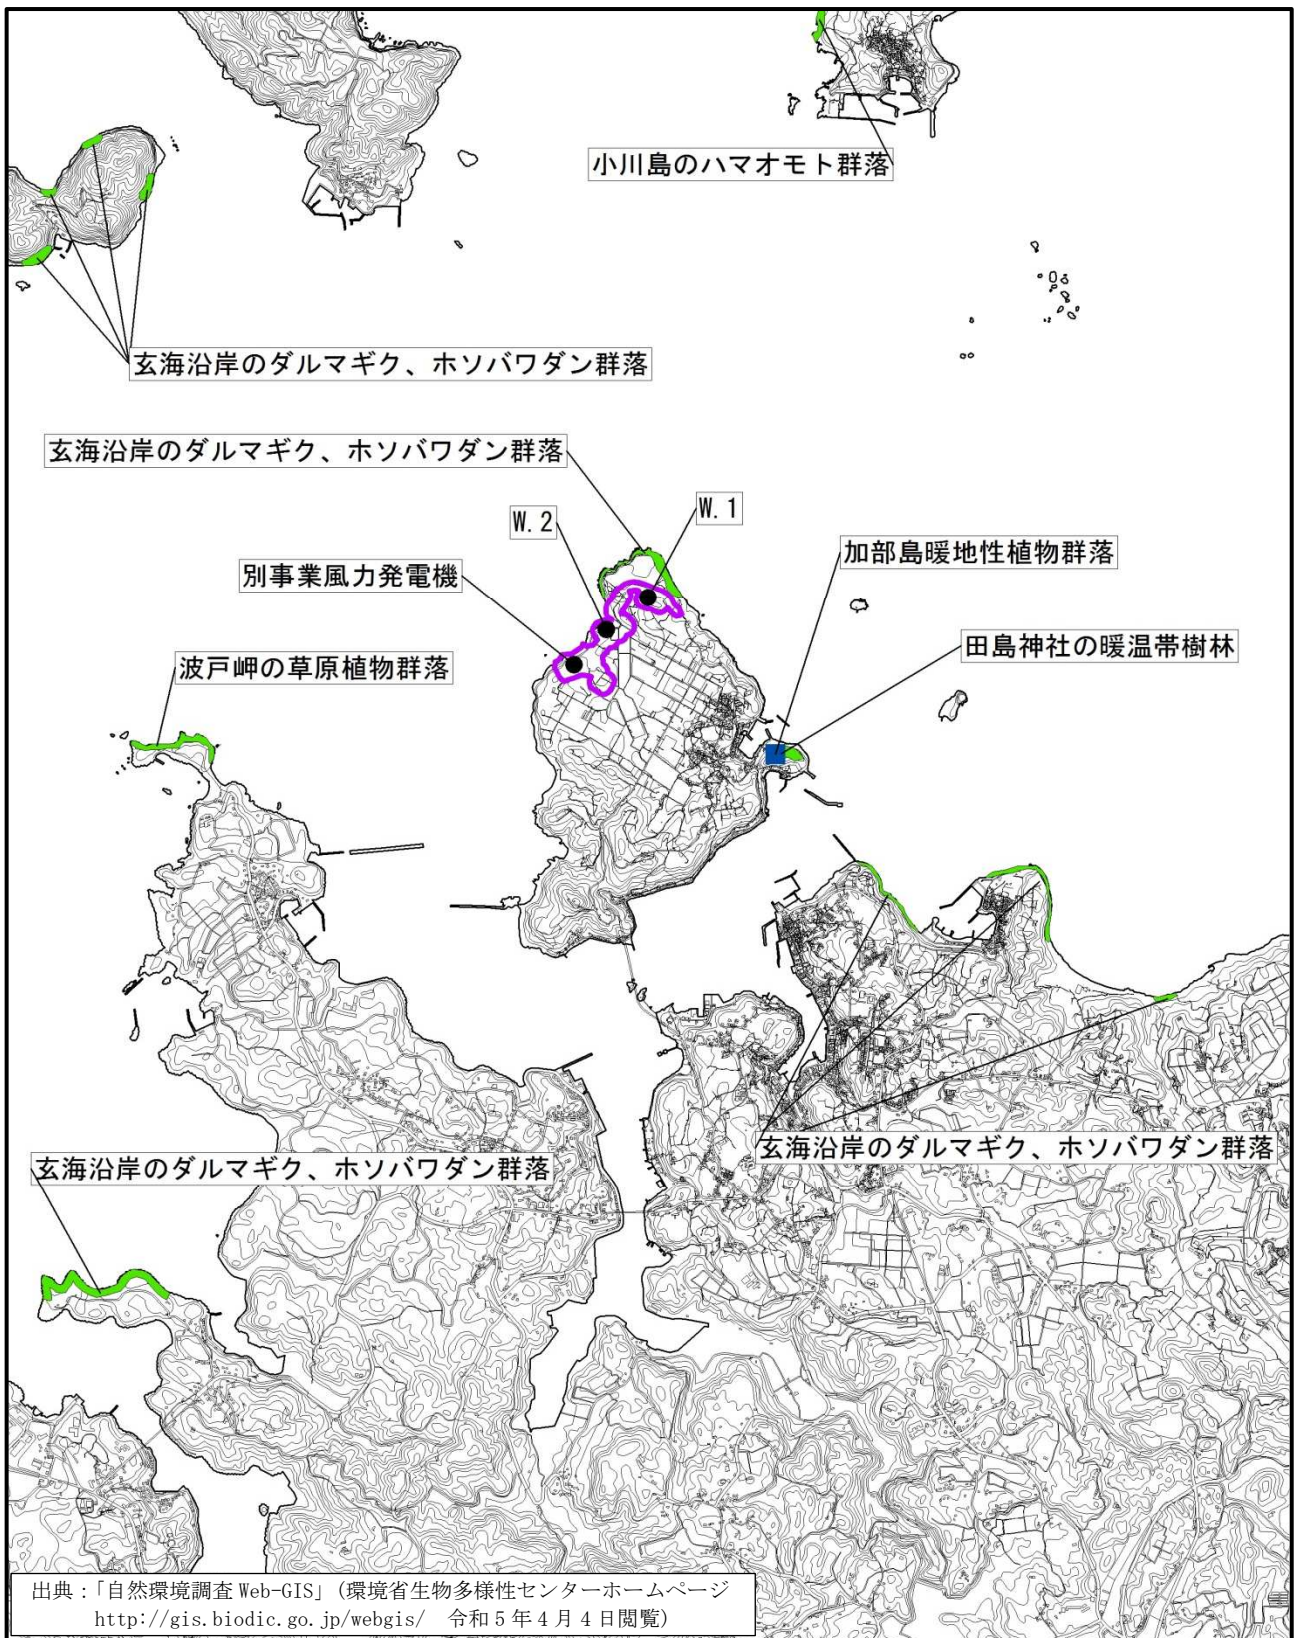 小川島のハマオモト群落
玄海沿岸のダルマギク、ホソバワダン群落
玄海沿岸のダルマギク、ホソバワダン群落
W.1
W.2
加部島暖地性植物群落
別事業風力発電機
田島神社の暖温帯樹林
波戸岬の草原植物群落
玄海沿岸のダルマギク、ホソバワダン群落
玄海沿岸のダルマギク、ホソバワダン群落
出典：「自然環境調査 Web-GIS」（環境省生物多様性センターホームページ
http://gis.biodic.go.jp/webgis/　令和５年４月４日閲覧）